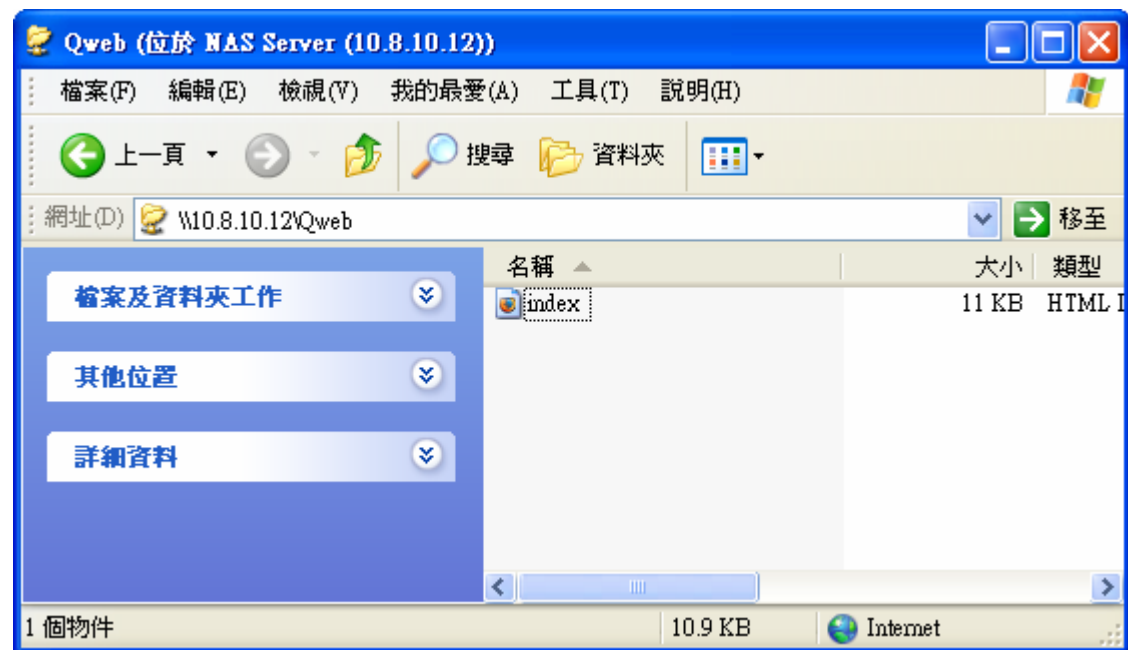 Qweb (位於 NAS Server (10.8.10.12))
檔案(F) 編輯(E) 檢視(V) 我的最愛(A) 工具(T) 說明(H)
上一頁 搜尋 資料夾
網址(D) \\10.8.10.12\Qweb 移至
名稱 大小 類型
檔案及資料夾工作
index 11 KB HTML
其他位置
詳細資料
1 個物件 10.9 KB Internet